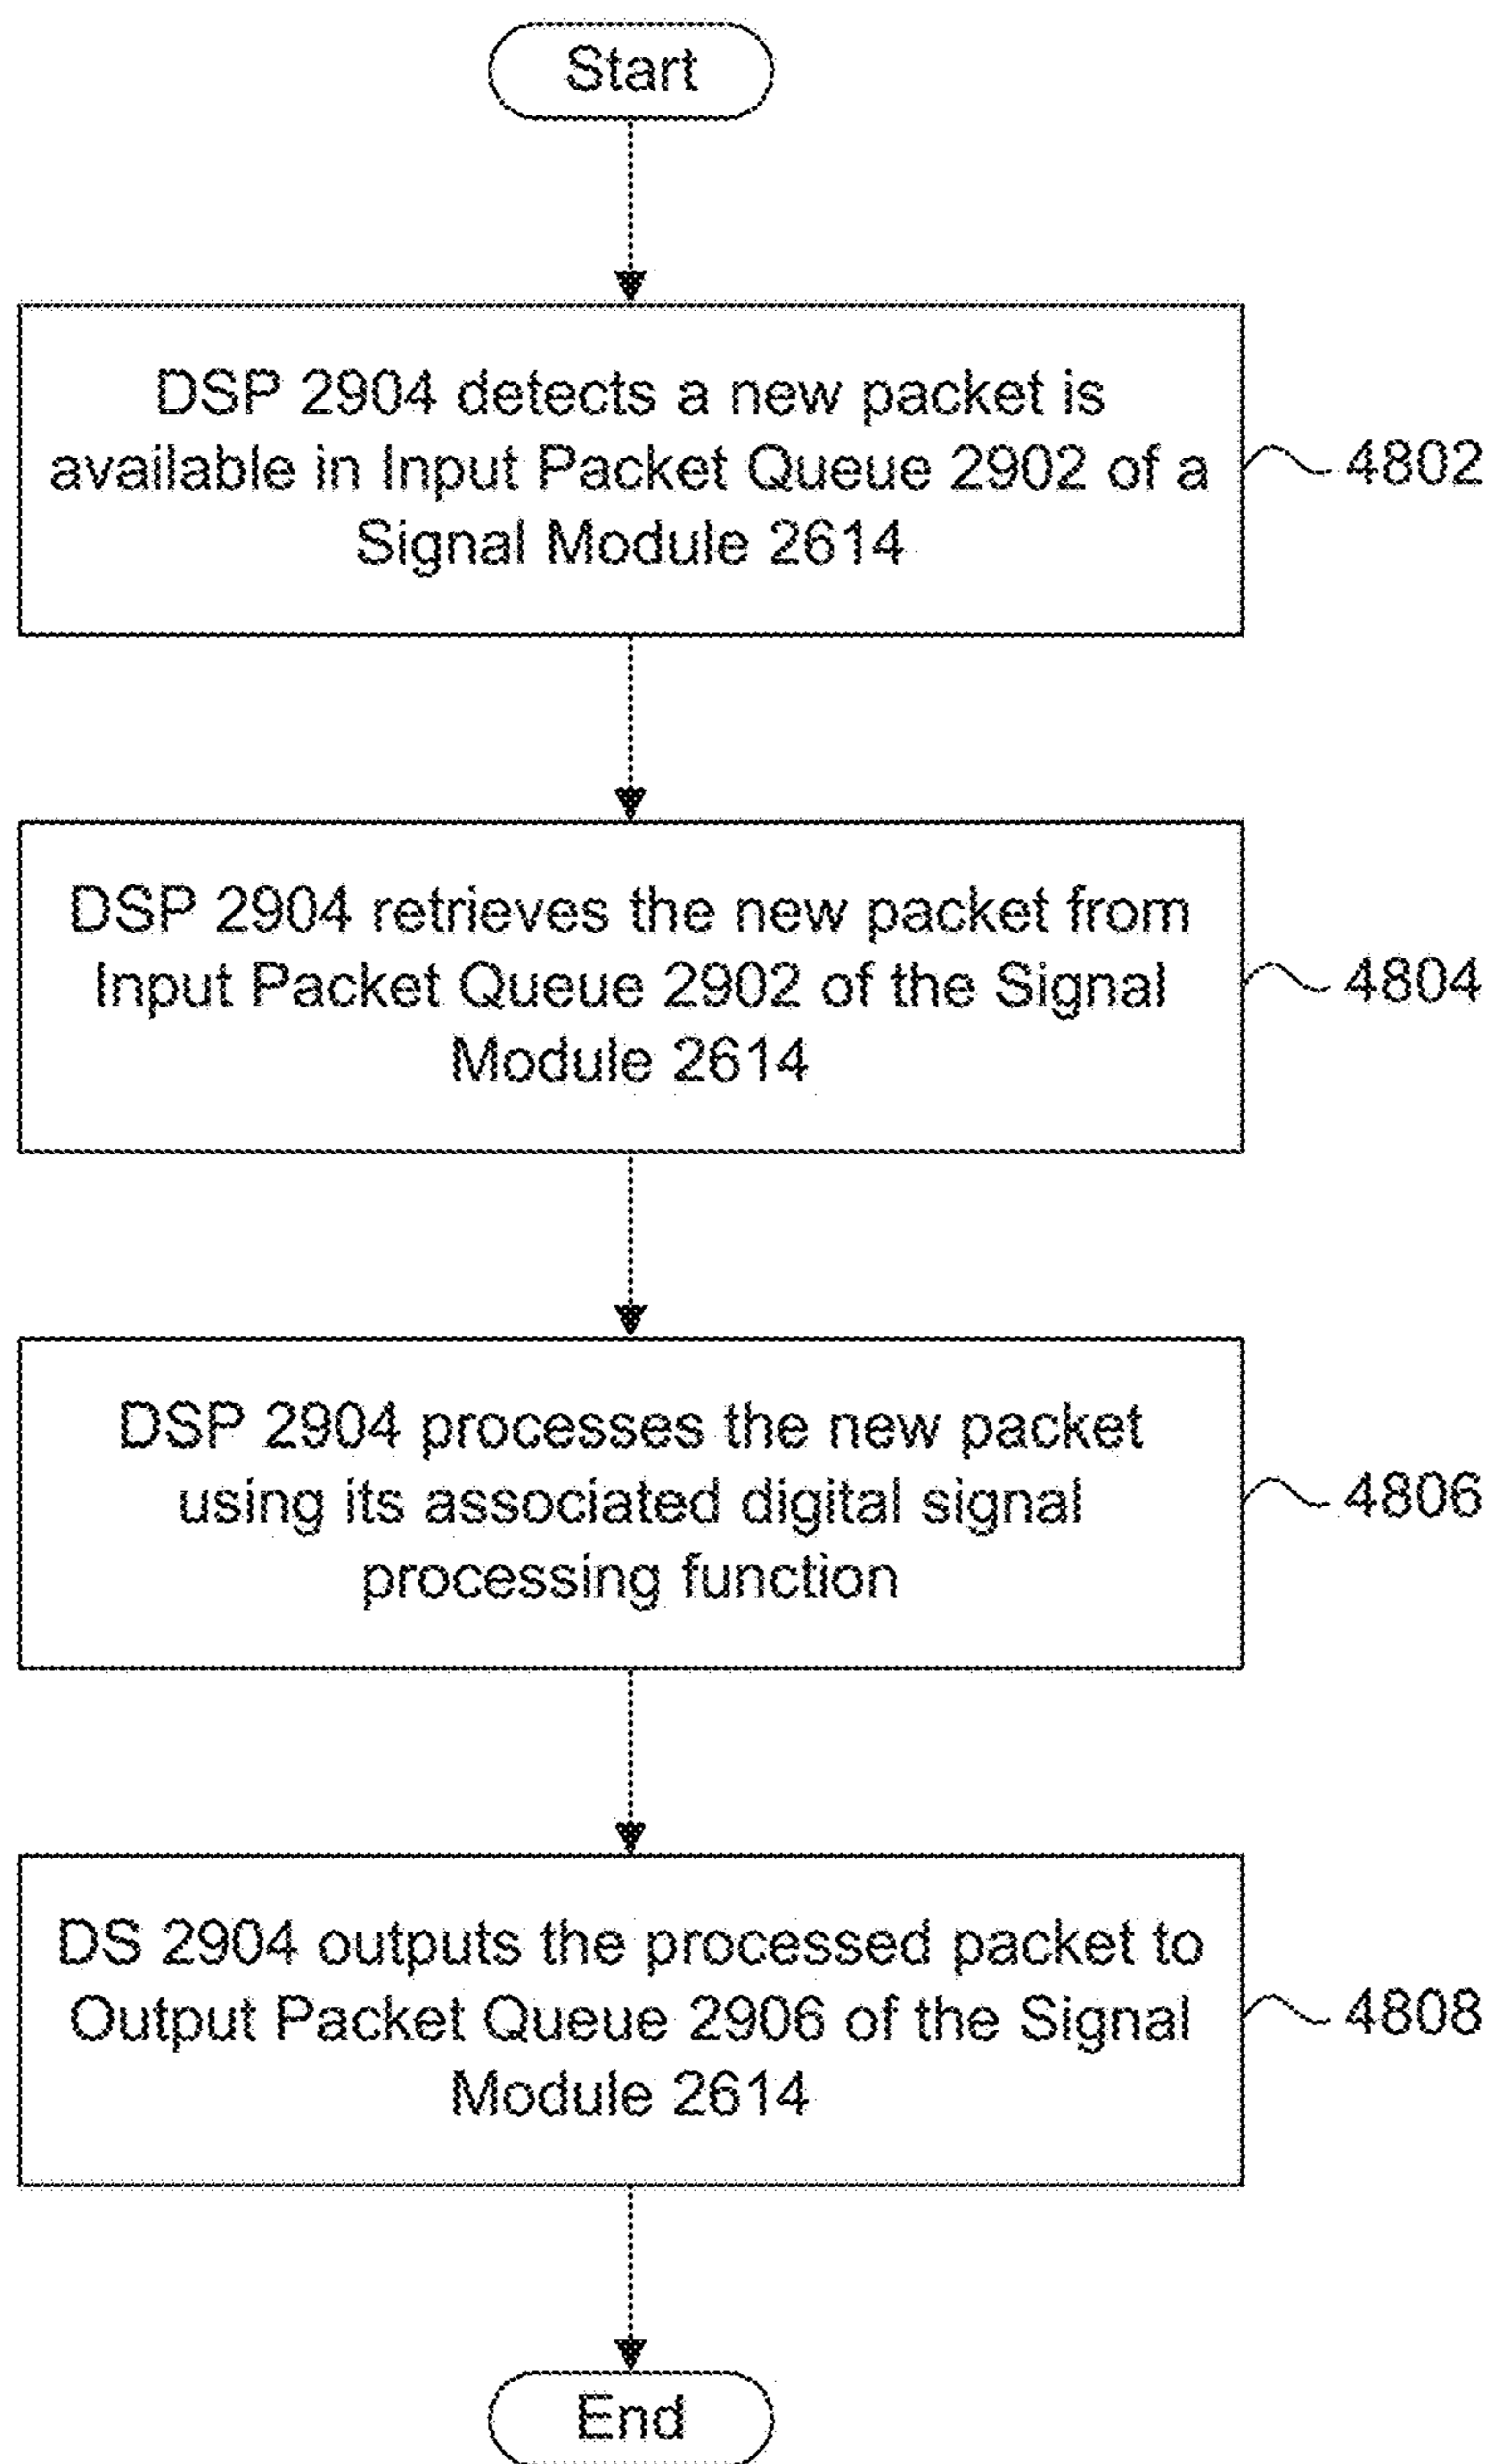 Start
DSP 2904 detects a new packet is
available in Input Packet Queue 2902 of a
Signal Module 2614
4802
DSP 2904 retrieves the new packet from
Input Packet Queue 2902 of the Signal
Module 2614
4804
DSP 2904 processes the new packet
using its associated digital signal
processing function
4806
DS 2904 outputs the processed packet to
Output Packet Queue 2906 of the Signal
Module 2614
4808
End